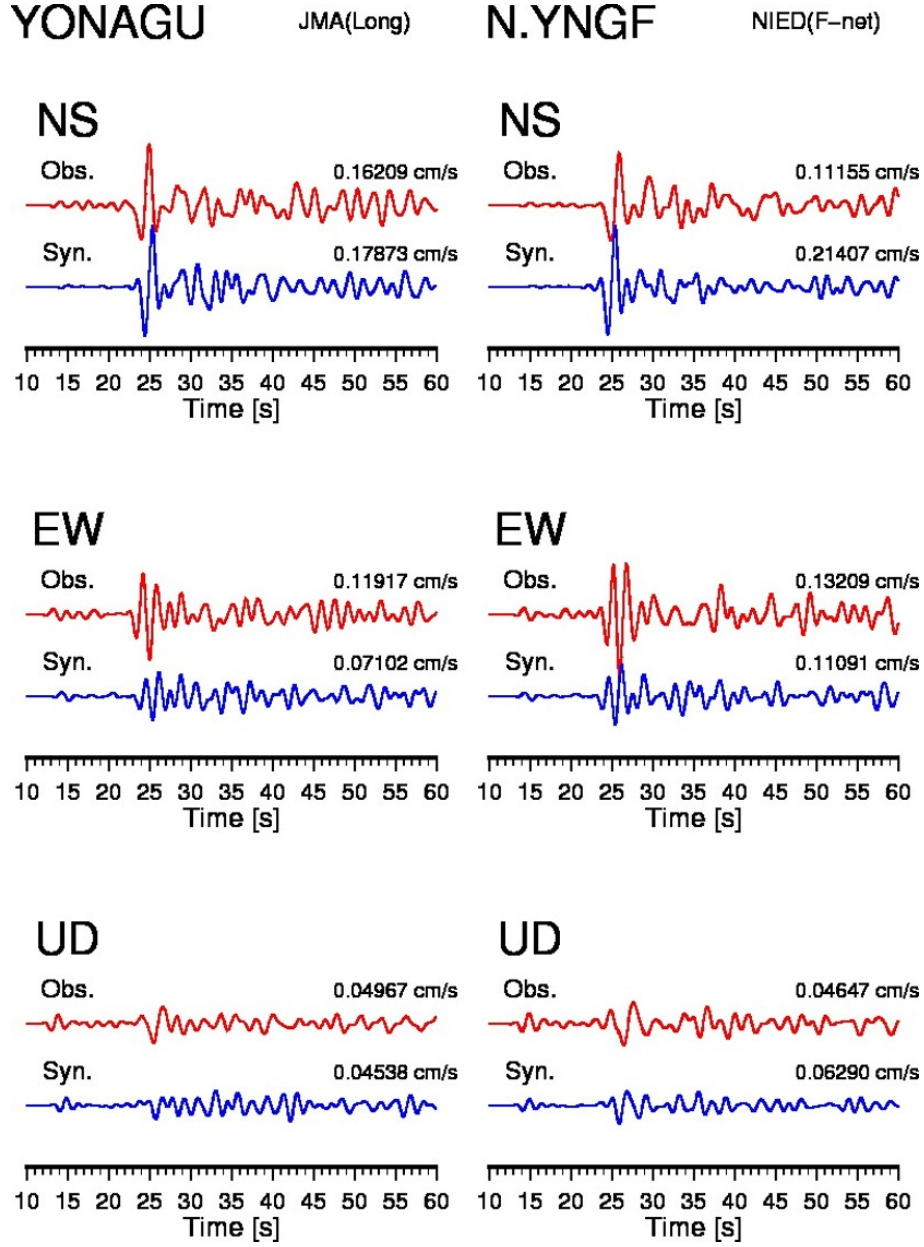 YONAGU JMA(Long) N.YNGF NIED(F-net)
NS NS
Obs. 0.16209 cm/s Obs. 0.11155 cm/s
Syn. 0.17873 cm/s Syn. 0.21407 cm/s
10 15 20 25 30 35 40 45 50 55 60 10 15 20 25 30 35 40 45 50 55 60
Time [s] Time [s]
EW EW
Obs. 0.11917 cm/s Obs. 0.13209 cm/s
Syn. 0.07102 cm/s Syn. 0.11091 cm/s
10 15 20 25 30 35 40 45 50 55 60 10 15 20 25 30 35 40 45 50 55 60
Time [s] Time [s]
UD UD
Obs. 0.04967 cm/s Obs. 0.04647 cm/s
Syn. 0.04538 cm/s Syn. 0.06290 cm/s
10 15 20 25 30 35 40 45 50 55 60 10 15 20 25 30 35 40 45 50 55 60
Time [s] Time [s]